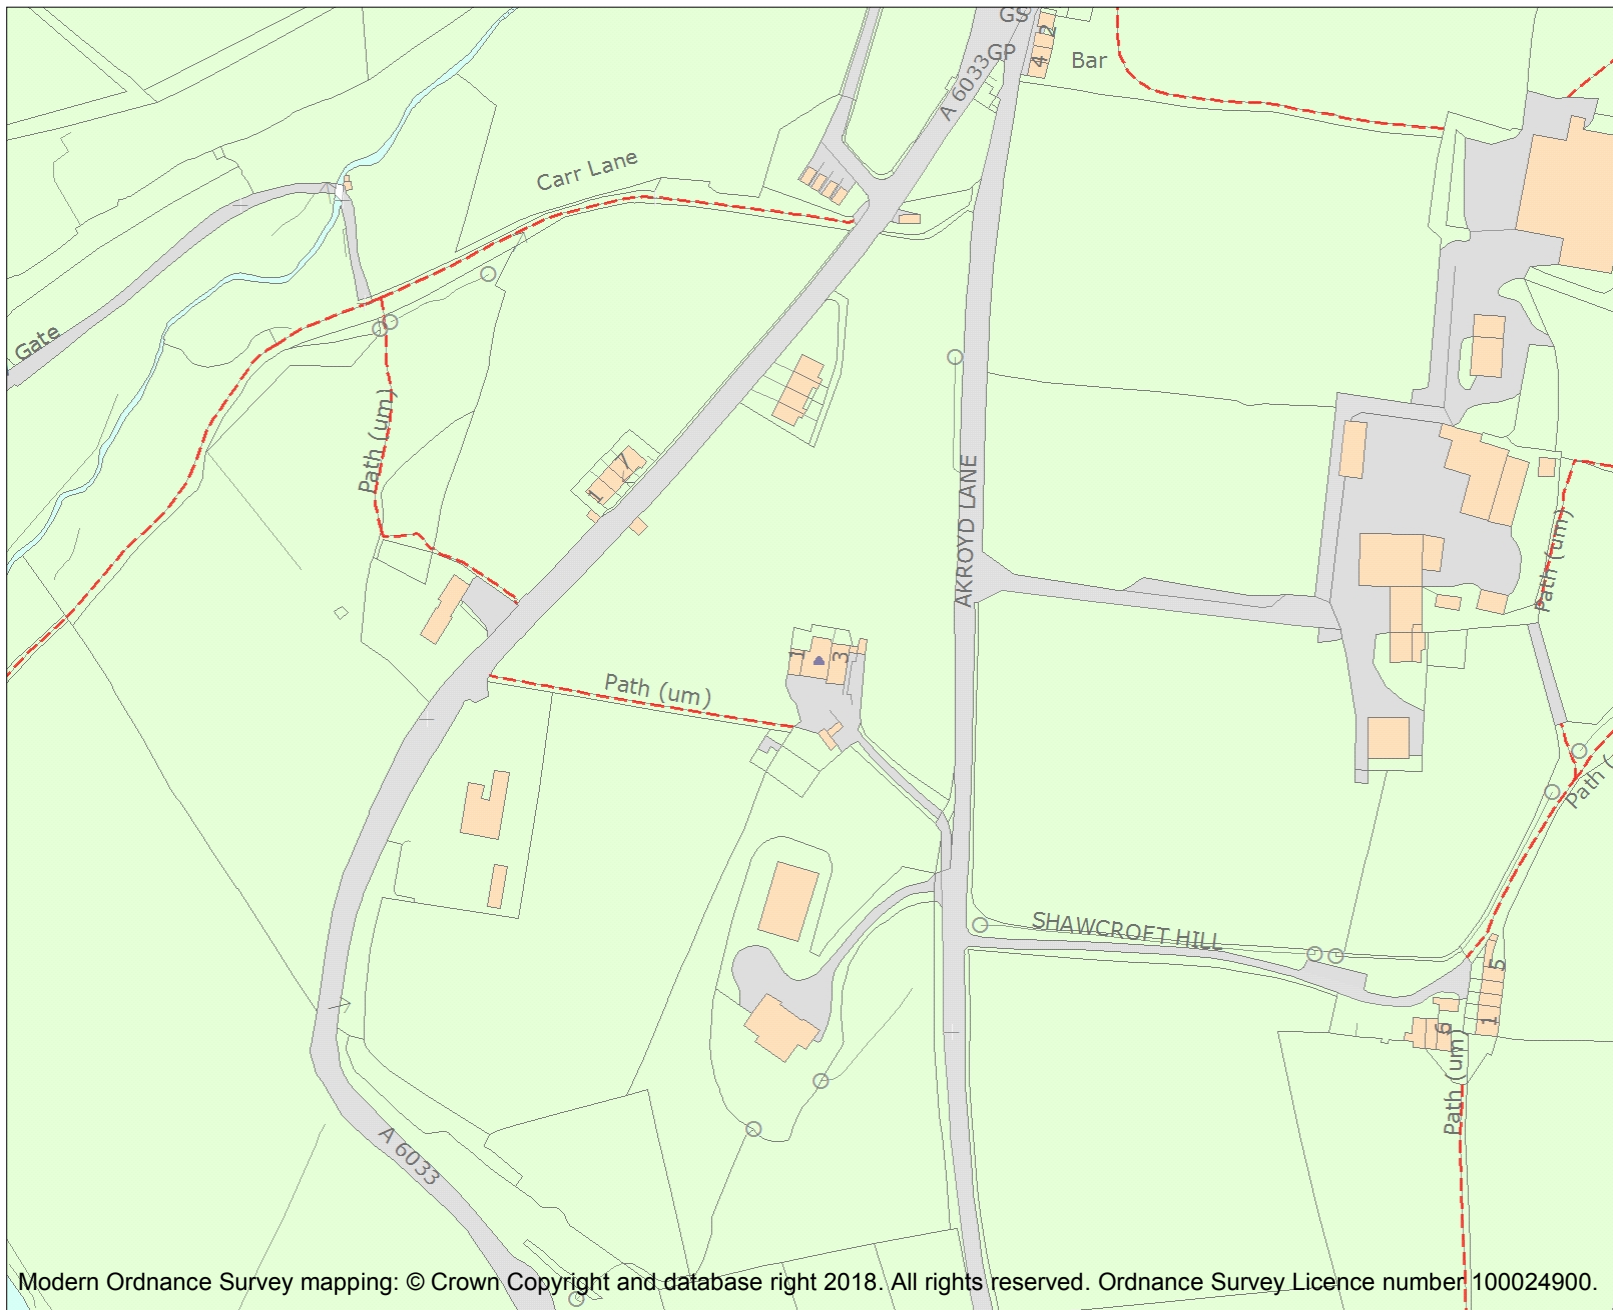 GS
2
GP
4
Bar
A 6033
Carr Lane
Gate
Path (um)
1
7
AKROYD LANE
Path (um)
1
3
Path (um)
Path (
SHAWCROFT HILL
5
1
6
Path (um)
A 6033
Modern Ordnance Survey mapping: © Crown Copyright and database right 2018. All rights reserved. Ordnance Survey Licence number 100024900.